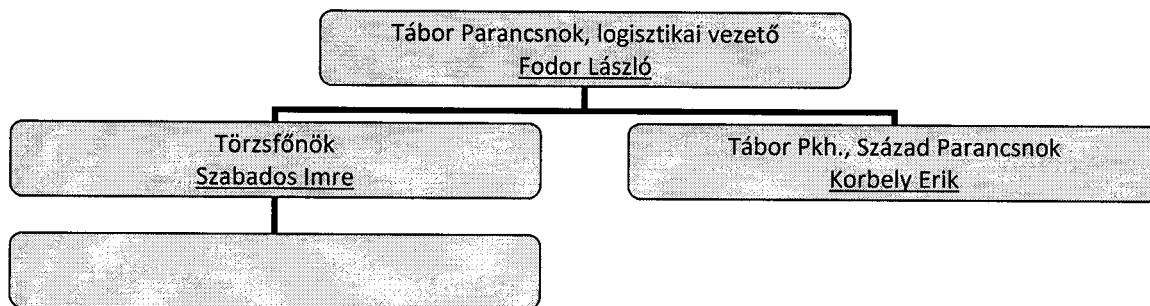 Tábor Parancsnok, logisztikai vezető
Fodor László
Törzsfőnök
Szabados Imre
Tábor Pkh., Század Parancsnok
Korbely Erik